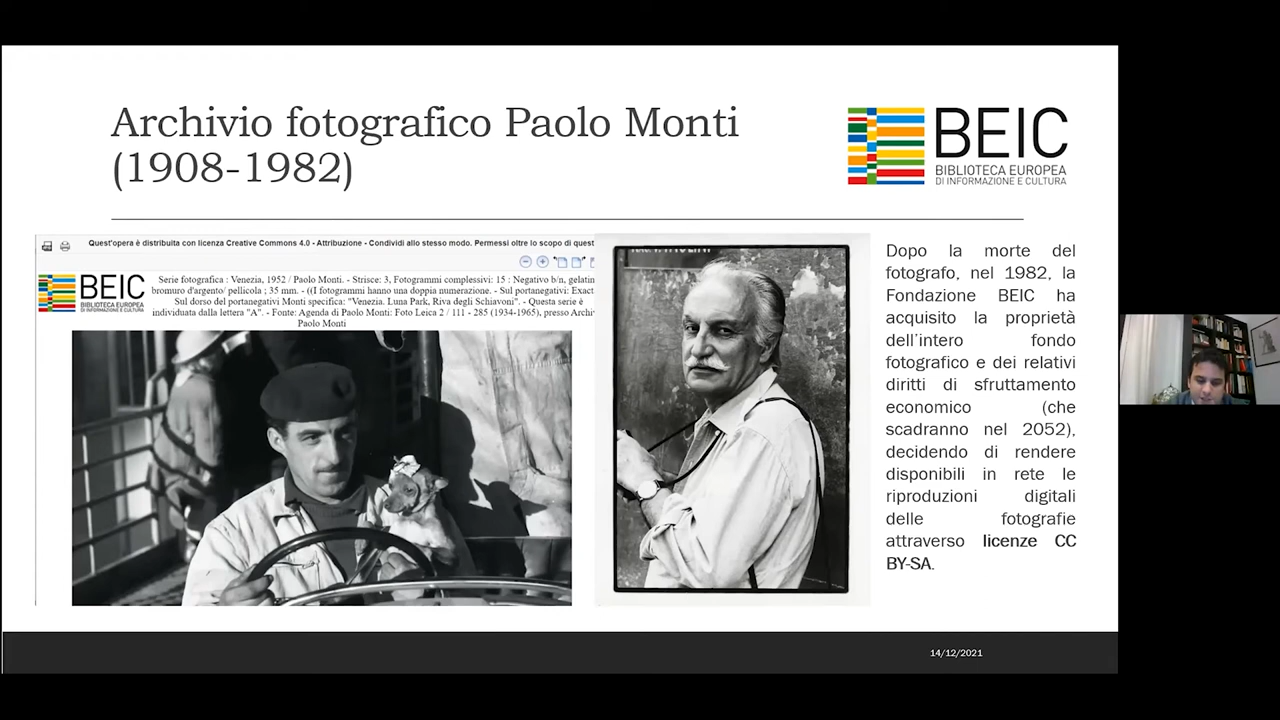 Archivio fotografico Paolo Monti
(1908-1982)
BEIC
BIBLIOTECA EUROPEA
DI INFORMAZIONE E CULTURA
Quest'opera è distribuita con licenza Creative Commons 4.0 - Attribuzione - Condividi allo stesso modo. Permessi oltre lo scopo di quest
BEIC
BIBLIOTECA EUROPEA
DI INFORMAZIONE E CULTURA
Serie fotografica : Venezia, 1952 / Paolo Monti. - Strisce: 3, Fotogrammi complessivi: 15 : Negativo b/n, gelatin
bromuro d'argento/ pellicola ; 35 mm. - ((I fotogrammi hanno una doppia numerazione. - Sul portanegativi: Exact
Sul dorso del portanegativi Monti specifica: "Venezia. Luna Park, Riva degli Schiavoni". - Questa serie è
individuata dalla lettera "A". - Fonte: Agenda di Paolo Monti: Foto Leica 2 / 111 - 285 (1934-1965), presso Archiv
Paolo Monti
Dopo la morte del
fotografo, nel 1982, la
Fondazione BEIC ha
acquisito la proprietà
dell'intero fondo
fotografico e dei relativi
diritti di sfruttamento
economico (che
scadranno nel 2052),
decidendo di rendere
disponibili in rete le
riproduzioni digitali
delle fotografie
attraverso licenze CC
BY-SA.
14/12/2021